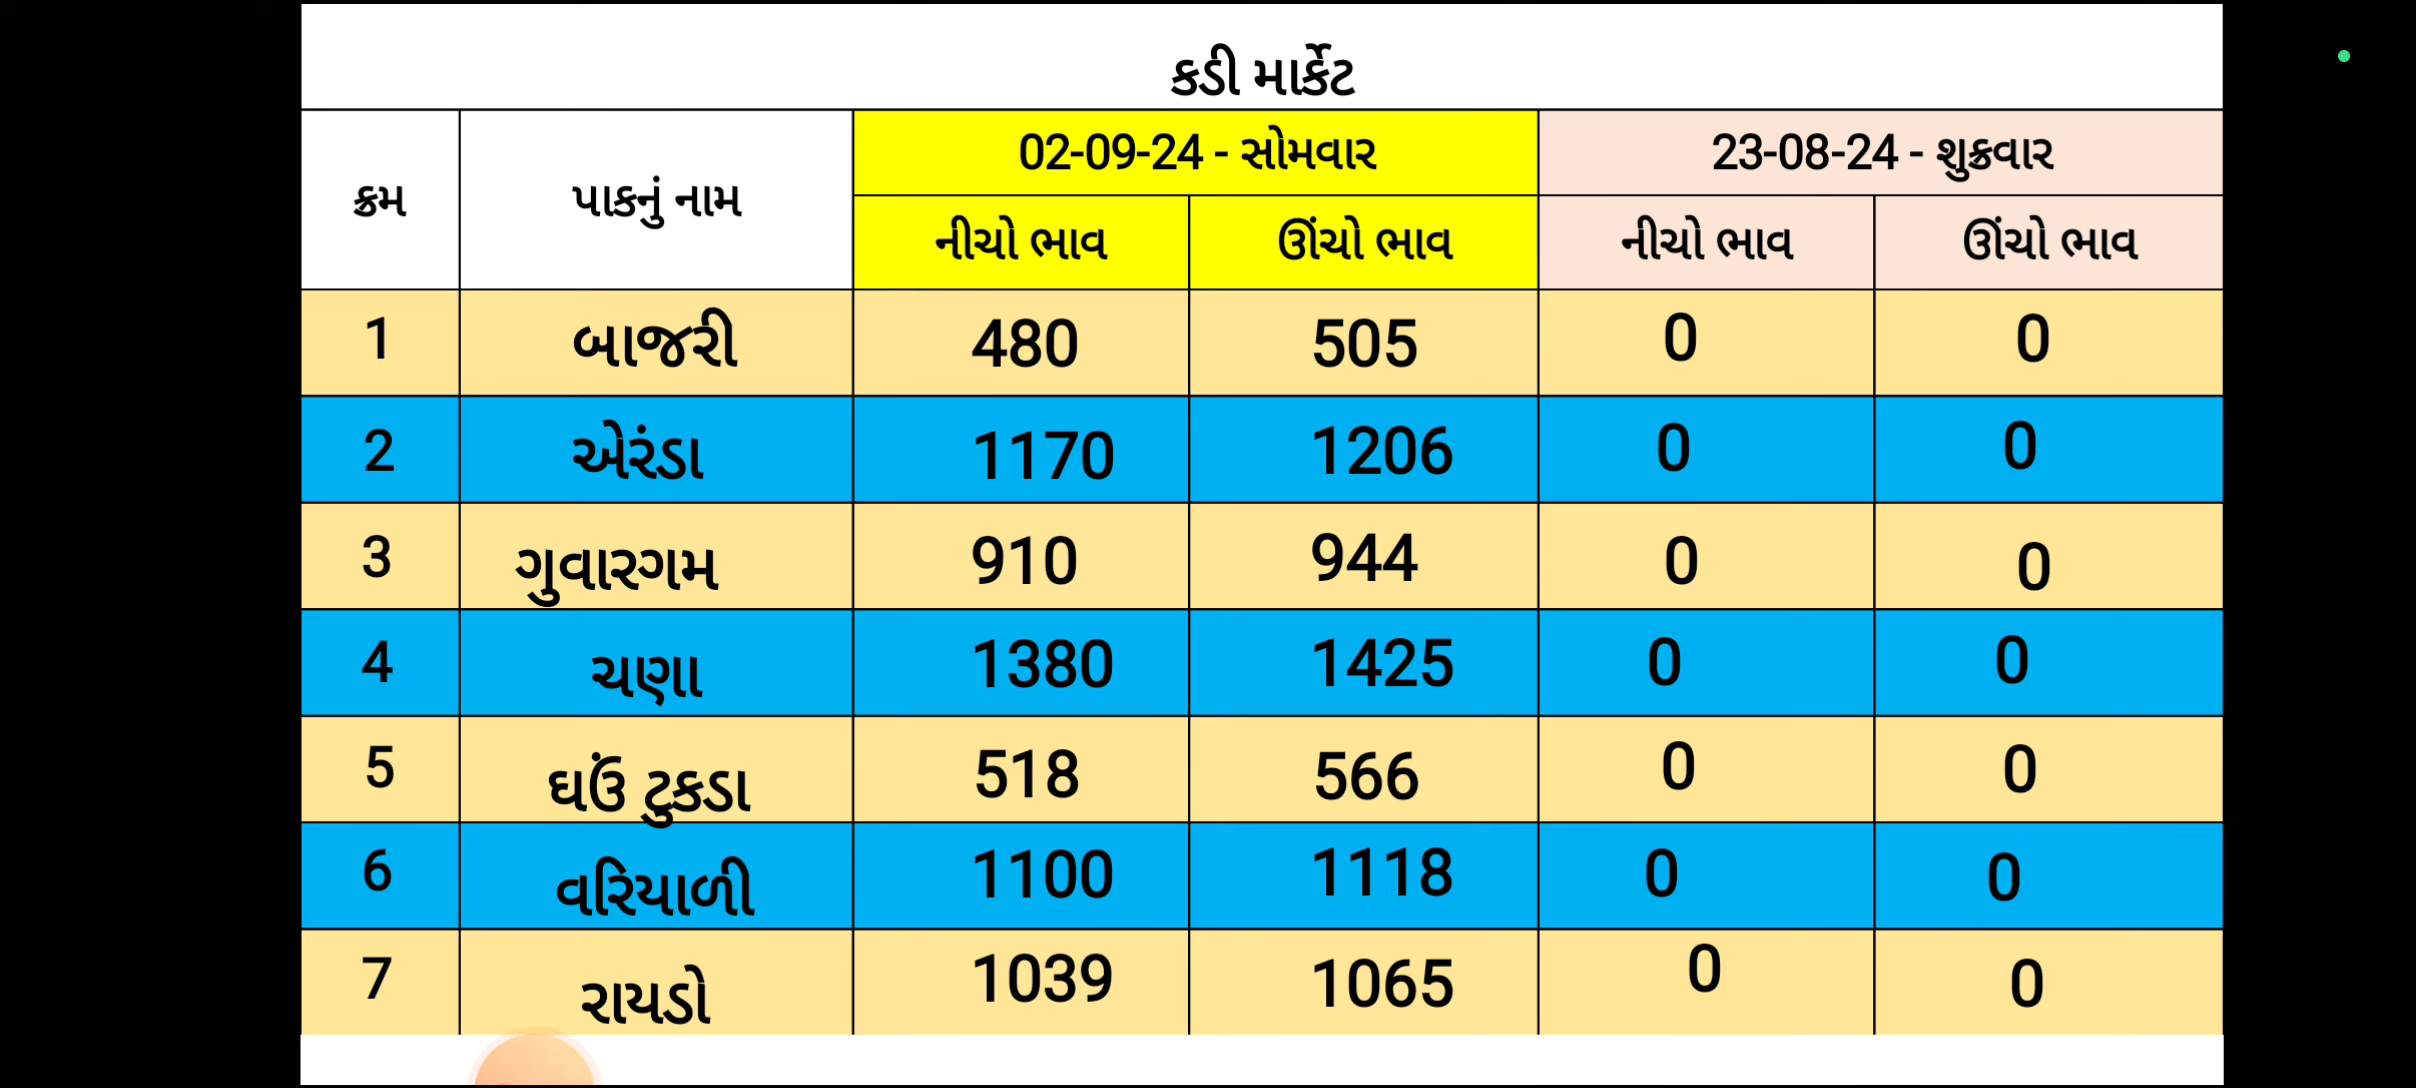 કડી માર્કેટ
ક્રમ પાકનું નામ 02-09-24 - સોમવાર 23-08-24 - શુક્રવાર
નીચો ભાવ ઊંચો ભાવ નીચો ભાવ ઊંચો ભાવ
1 બાજરી 480 505 0 0
2 એરંડા 1170 1206 0 0
3 ગુવારગમ 910 944 0 0
4 ચણા 1380 1425 0 0
5 ઘઉં ટુકડા 518 566 0 0
6 વરિયાળી 1100 1118 0 0
7 રાયડો 1039 1065 0 0